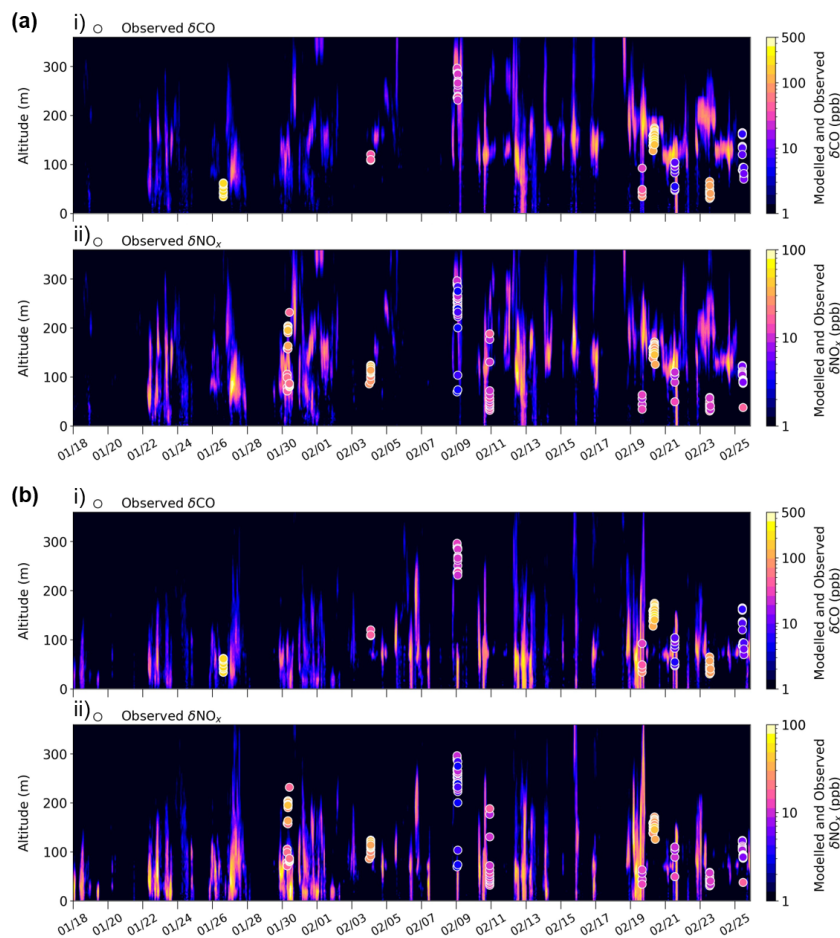 (a)
i) ○ Observed δCO
300
200
100
0
Altitude (m)
500
100
10
1
Modelled and Observed
δCO (ppb)
ii) ○ Observed δNOₓ
300
200
100
0
Altitude (m)
100
10
1
Modelled and Observed
δNOₓ (ppb)
01/18 01/20 01/22 01/24 01/26 01/28 01/30 02/01 02/03 02/05 02/07 02/09 02/11 02/13 02/15 02/17 02/19 02/21 02/23 02/25
(b)
i) ○ Observed δCO
300
200
100
0
Altitude (m)
500
100
10
1
Modelled and Observed
δCO (ppb)
ii) ○ Observed δNOₓ
300
200
100
0
Altitude (m)
100
10
1
Modelled and Observed
δNOₓ (ppb)
01/18 01/20 01/22 01/24 01/26 01/28 01/30 02/01 02/03 02/05 02/07 02/09 02/11 02/13 02/15 02/17 02/19 02/21 02/23 02/25